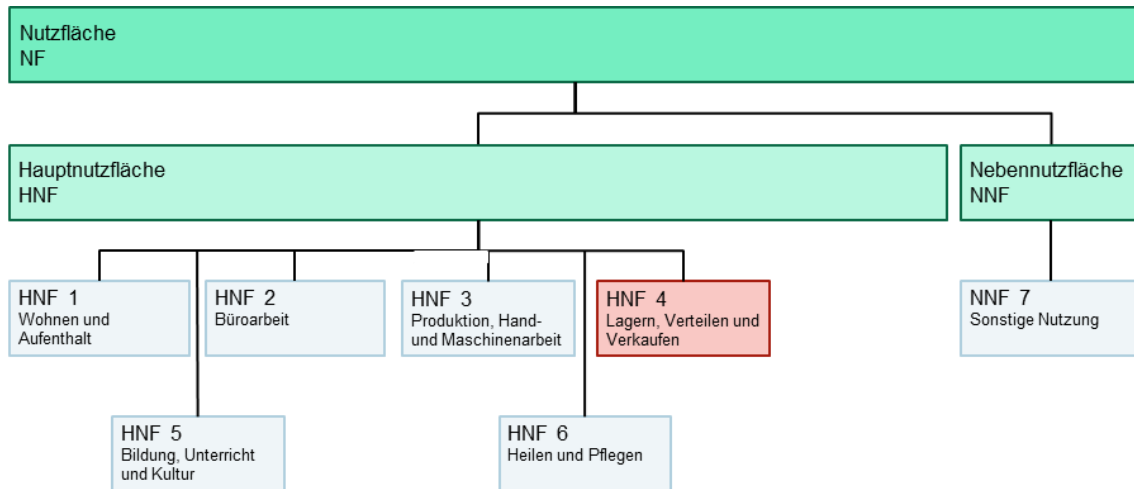 Nutzfläche
NF
Hauptnutzfläche
HNF
Nebennutzfläche
NNF
HNF 1
Wohnen und
Aufenthalt
HNF 2
Büroarbeit
HNF 3
Produktion, Hand-
und Maschinenarbeit
HNF 4
Lagern, Verteilen und
Verkaufen
NNF 7
Sonstige Nutzung
HNF 5
Bildung, Unterricht
und Kultur
HNF 6
Heilen und Pflegen